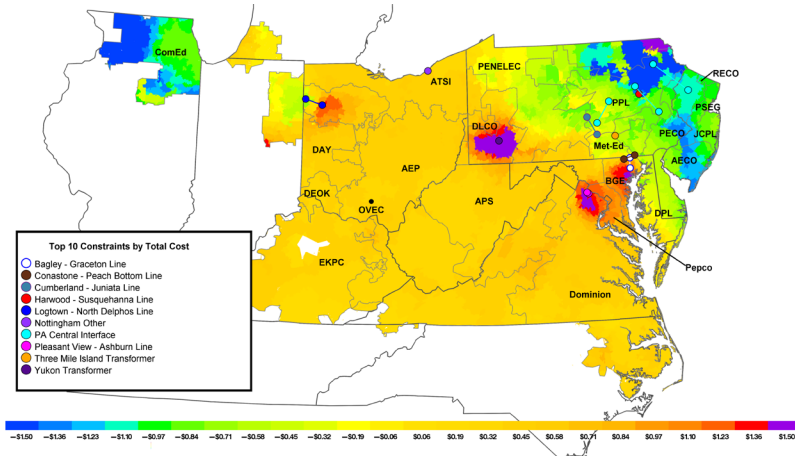 ComEd
RECO
PENELEC
ATSI
PPL
PSEG
DLCO
PECO
JCPL
Met-Ed
DAY
AECO
AEP
BGE
DEOK
APS
OVEC
DPL
EKPC
Pepco
Dominion
Top 10 Constraints by Total Cost
Bagley - Graceton Line
Conastone - Peach Bottom Line
Cumberland - Juniata Line
Harwood - Susquehanna Line
Logtown - North Delphos Line
Nottingham Other
PA Central Interface
Pleasant View - Ashburn Line
Three Mile Island Transformer
Yukon Transformer
–$1.50 –$1.36 –$1.23 –$1.10 –$0.97 –$0.84 –$0.71 –$0.58 –$0.45 –$0.32 –$0.19 –$0.06 $0.06 $0.19 $0.32 $0.45 $0.58 $0.71 $0.84 $0.97 $1.10 $1.23 $1.36 $1.50